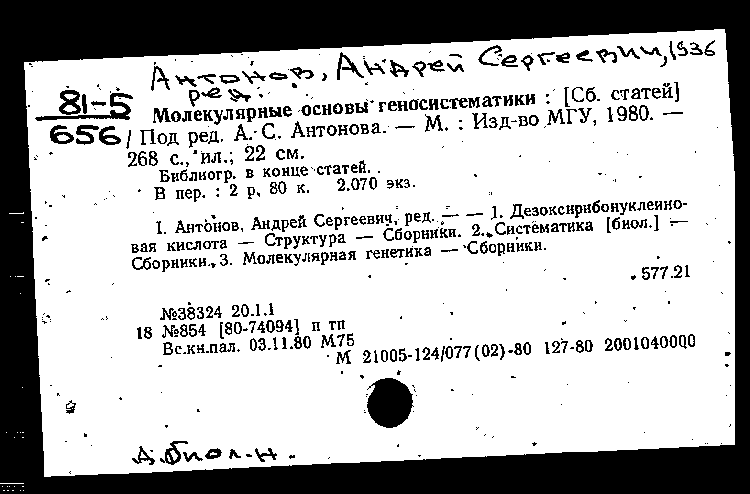 Антонов, Андрей Сергеевич, 1936
ред.
81-5
656
Молекулярные основы геносистематики : [Сб. статей]
/ Под ред. А. С. Антонова. — М. : Изд-во МГУ, 1980. —
268 с., ил.; 22 см.
Библиогр. в конце статей.
В пер. : 2 р. 80 к. 2.070 экз.
I. Антонов, Андрей Сергеевич, ред. — — 1. Дезоксирибонуклеино-
вая кислота — Структура — Сборники. 2. Систематика [биол.] —
Сборники. 3. Молекулярная генетика — Сборники.
577.21
№38324 20.1.1
18 №854 [80-74094] п тп
Вс.кн.пал. 03.11.80 М75
М 21005-124/077(02)-80 127-80 2001040000
д. биол. н.